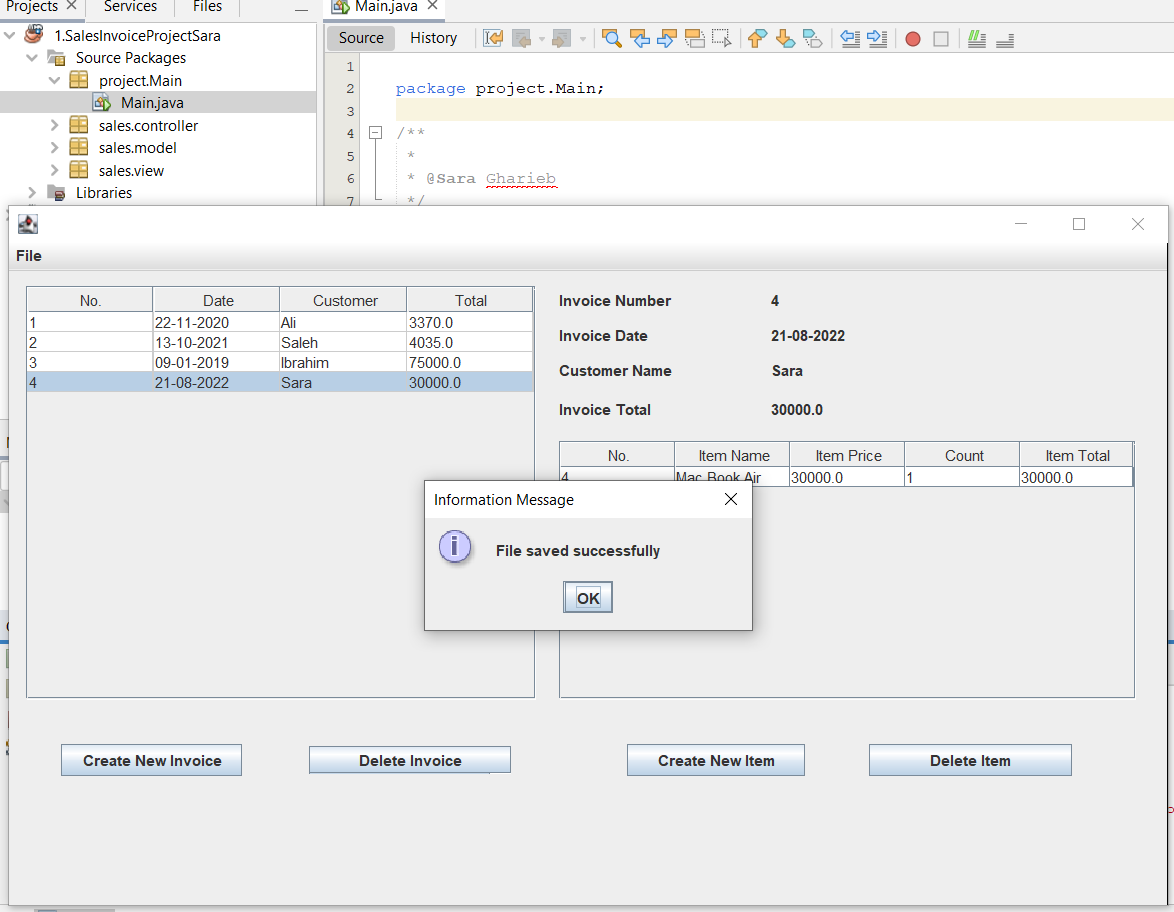 Projects
Services
Files
Main.java
1.SalesInvoiceProjectSara
Source Packages
project.Main
Main.java
sales.controller
sales.model
sales.view
Libraries
Source
History
1
2 package project.Main;
3
4 /**
5 *
6 * @Sara Gharieb
7 */
File
No. Date Customer Total
1 22-11-2020 Ali 3370.0
2 13-10-2021 Saleh 4035.0
3 09-01-2019 Ibrahim 75000.0
4 21-08-2022 Sara 30000.0
Invoice Number 4
Invoice Date 21-08-2022
Customer Name Sara
Invoice Total 30000.0
No. Item Name Item Price Count Item Total
4 Mac Book Air 30000.0 1 30000.0
Information Message
File saved successfully
OK
Create New Invoice
Delete Invoice
Create New Item
Delete Item